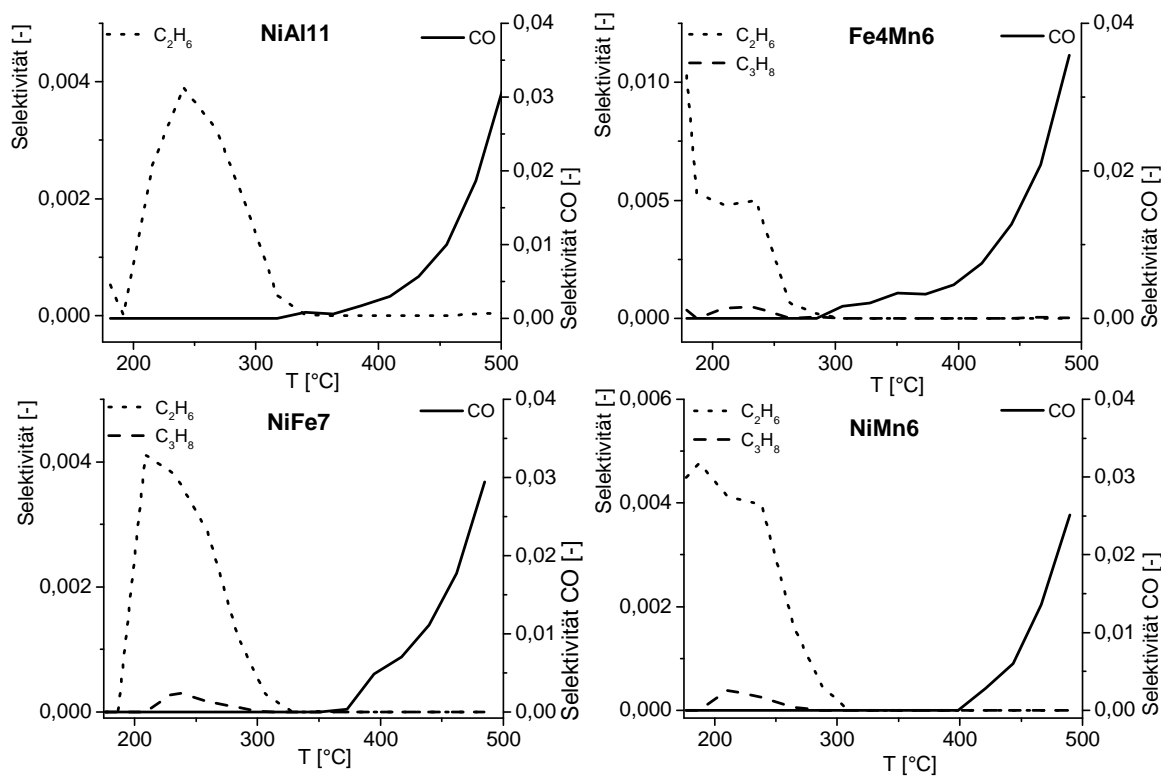 NiAl11
C₂H₆
CO
Selektivität [-]
0,004
0,002
0,000
0,04
0,03
0,02
0,01
0,00
Selektivität CO [-]
200
300
400
500
T [°C]
Fe4Mn6
C₂H₆
C₃H₈
CO
Selektivität [-]
0,010
0,005
0,000
0,04
0,03
0,02
0,01
0,00
Selektivität CO [-]
200
300
400
500
T [°C]
NiFe7
C₂H₆
C₃H₈
CO
Selektivität [-]
0,004
0,002
0,000
0,04
0,03
0,02
0,01
0,00
Selektivität CO [-]
200
300
400
500
T [°C]
NiMn6
C₂H₆
C₃H₈
CO
Selektivität [-]
0,006
0,004
0,002
0,000
0,04
0,03
0,02
0,01
0,00
Selektivität CO [-]
200
300
400
500
T [°C]